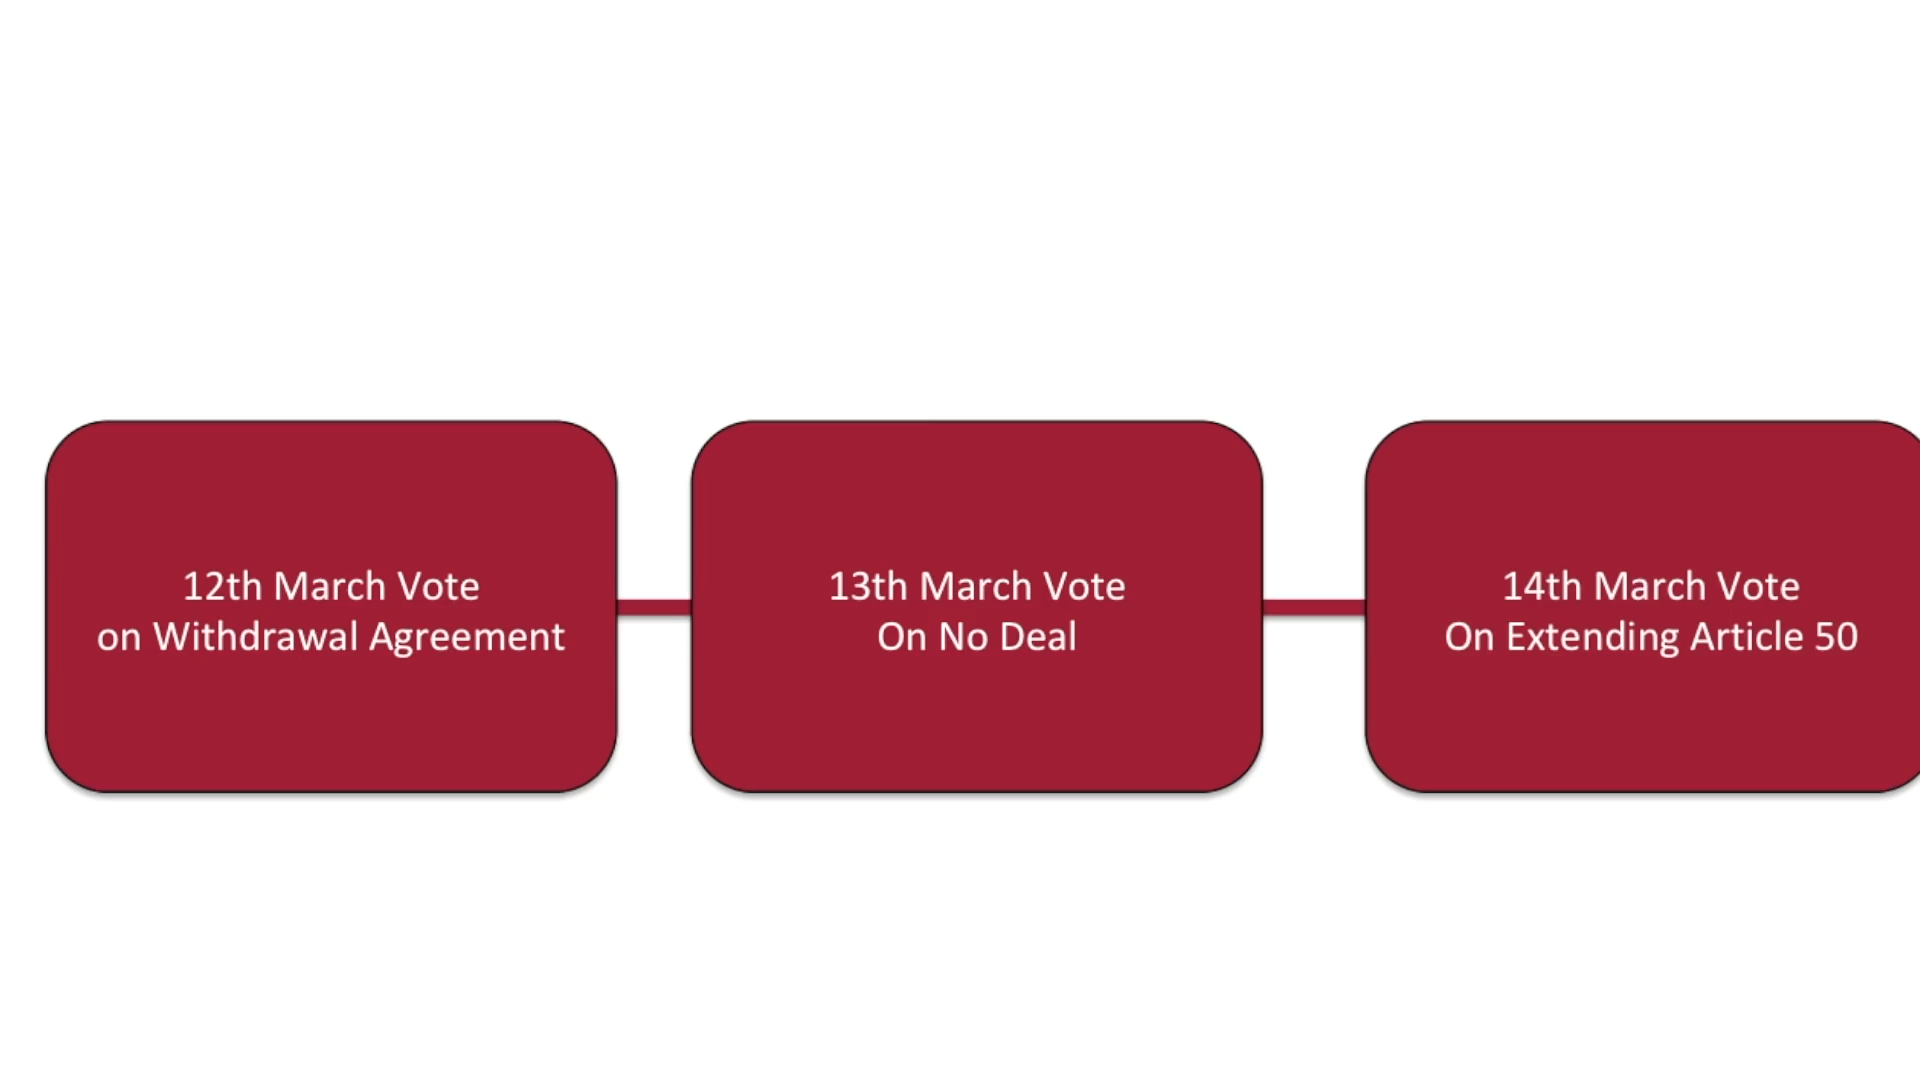 12th March Vote
on Withdrawal Agreement
13th March Vote
On No Deal
14th March Vote
On Extending Article 50